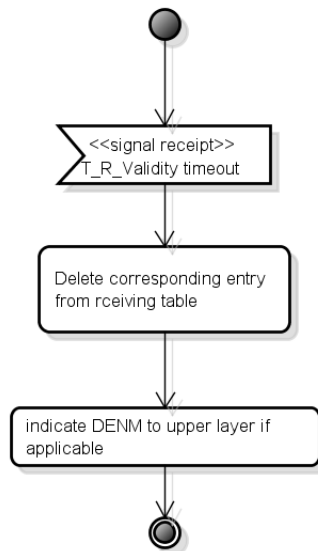 <<signal receipt>>
T_R_Validity timeout
Delete corresponding entry
from rceiving table
indicate DENM to upper layer if
applicable